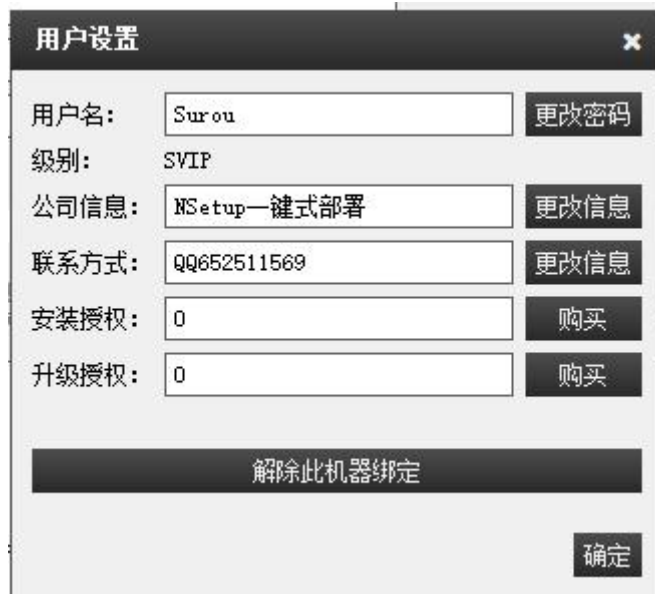 用户设置 ×
用户名: Surou 更改密码
级别: SVIP
公司信息: NSetup一键式部署 更改信息
联系方式: QQ652511569 更改信息
安装授权: 0 购买
升级授权: 0 购买
解除此机器绑定
确定